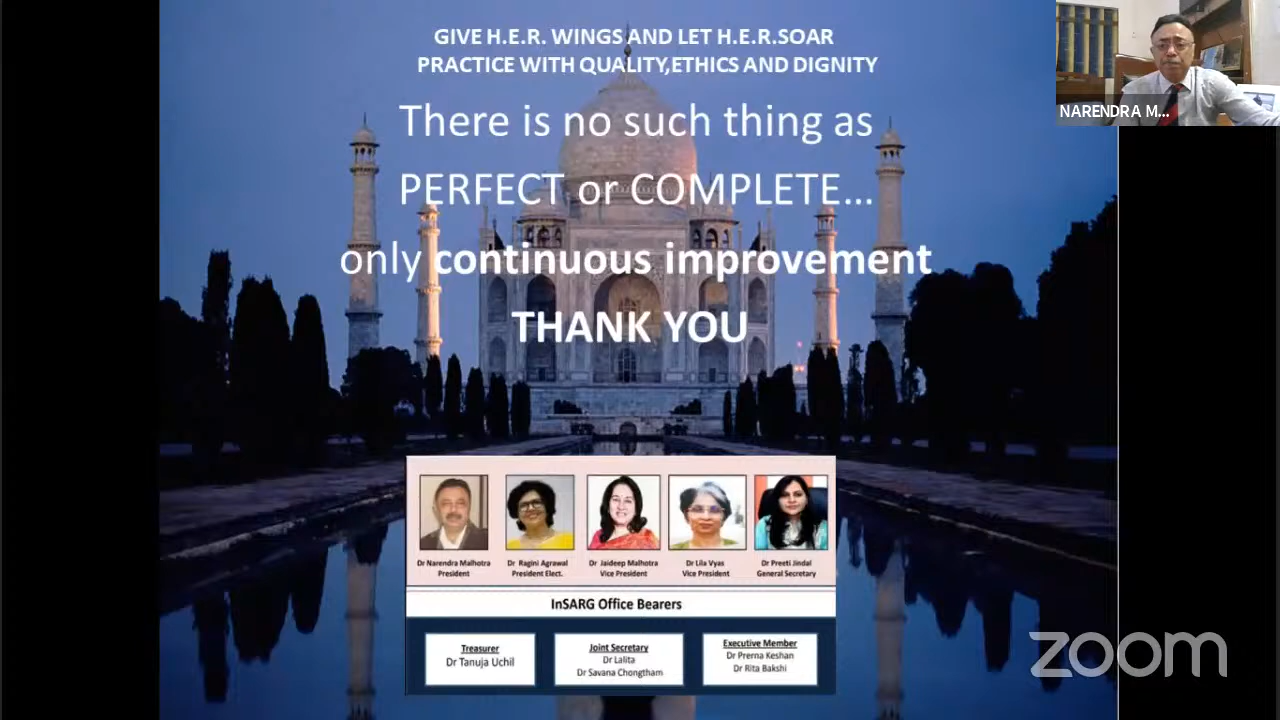 GIVE H.E.R. WINGS AND LET H.E.R.SOAR
PRACTICE WITH QUALITY,ETHICS AND DIGNITY
There is no such thing as
PERFECT or COMPLETE...
only continuous improvement
THANK YOU
NARENDRA M...
Dr Narendra Malhotra
President
Dr Ragini Agrawal
President Elect.
Dr Jaideep Malhotra
Vice President
Dr Lila Vyas
Vice President
Dr Preeti Jindal
General Secretary
InSARG Office Bearers
Treasurer
Dr Tanuja Uchil
Joint Secretary
Dr Lalita
Dr Savana Chongtham
Executive Member
Dr Prerna Keshan
Dr Rita Bakshi
zoom